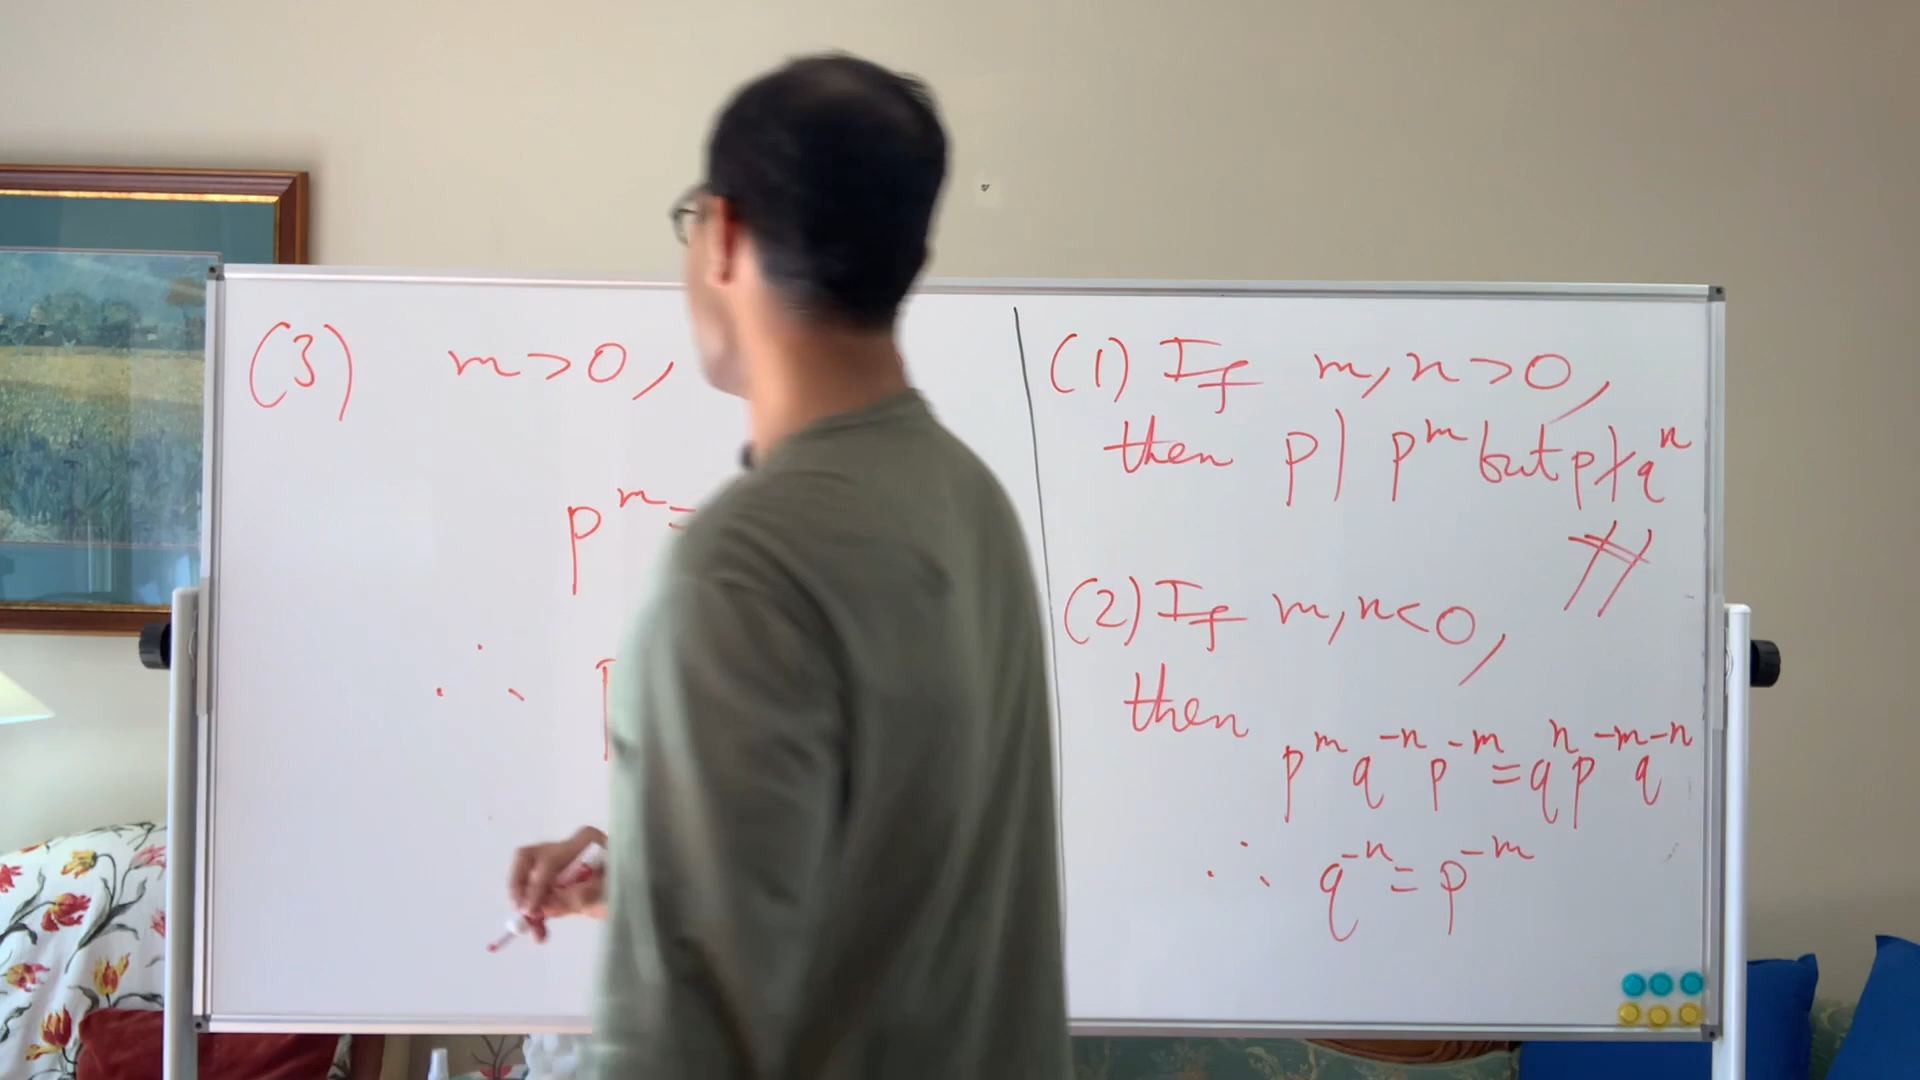 (3) m > 0,
p^m =
∴
(1) If m, n > 0,
then p | p^m but p ∤ q^n
(2) If m, n < 0,
then
p^m q^-n p^-m = q^n p^-m q^-n
∴ q^-n = p^-m